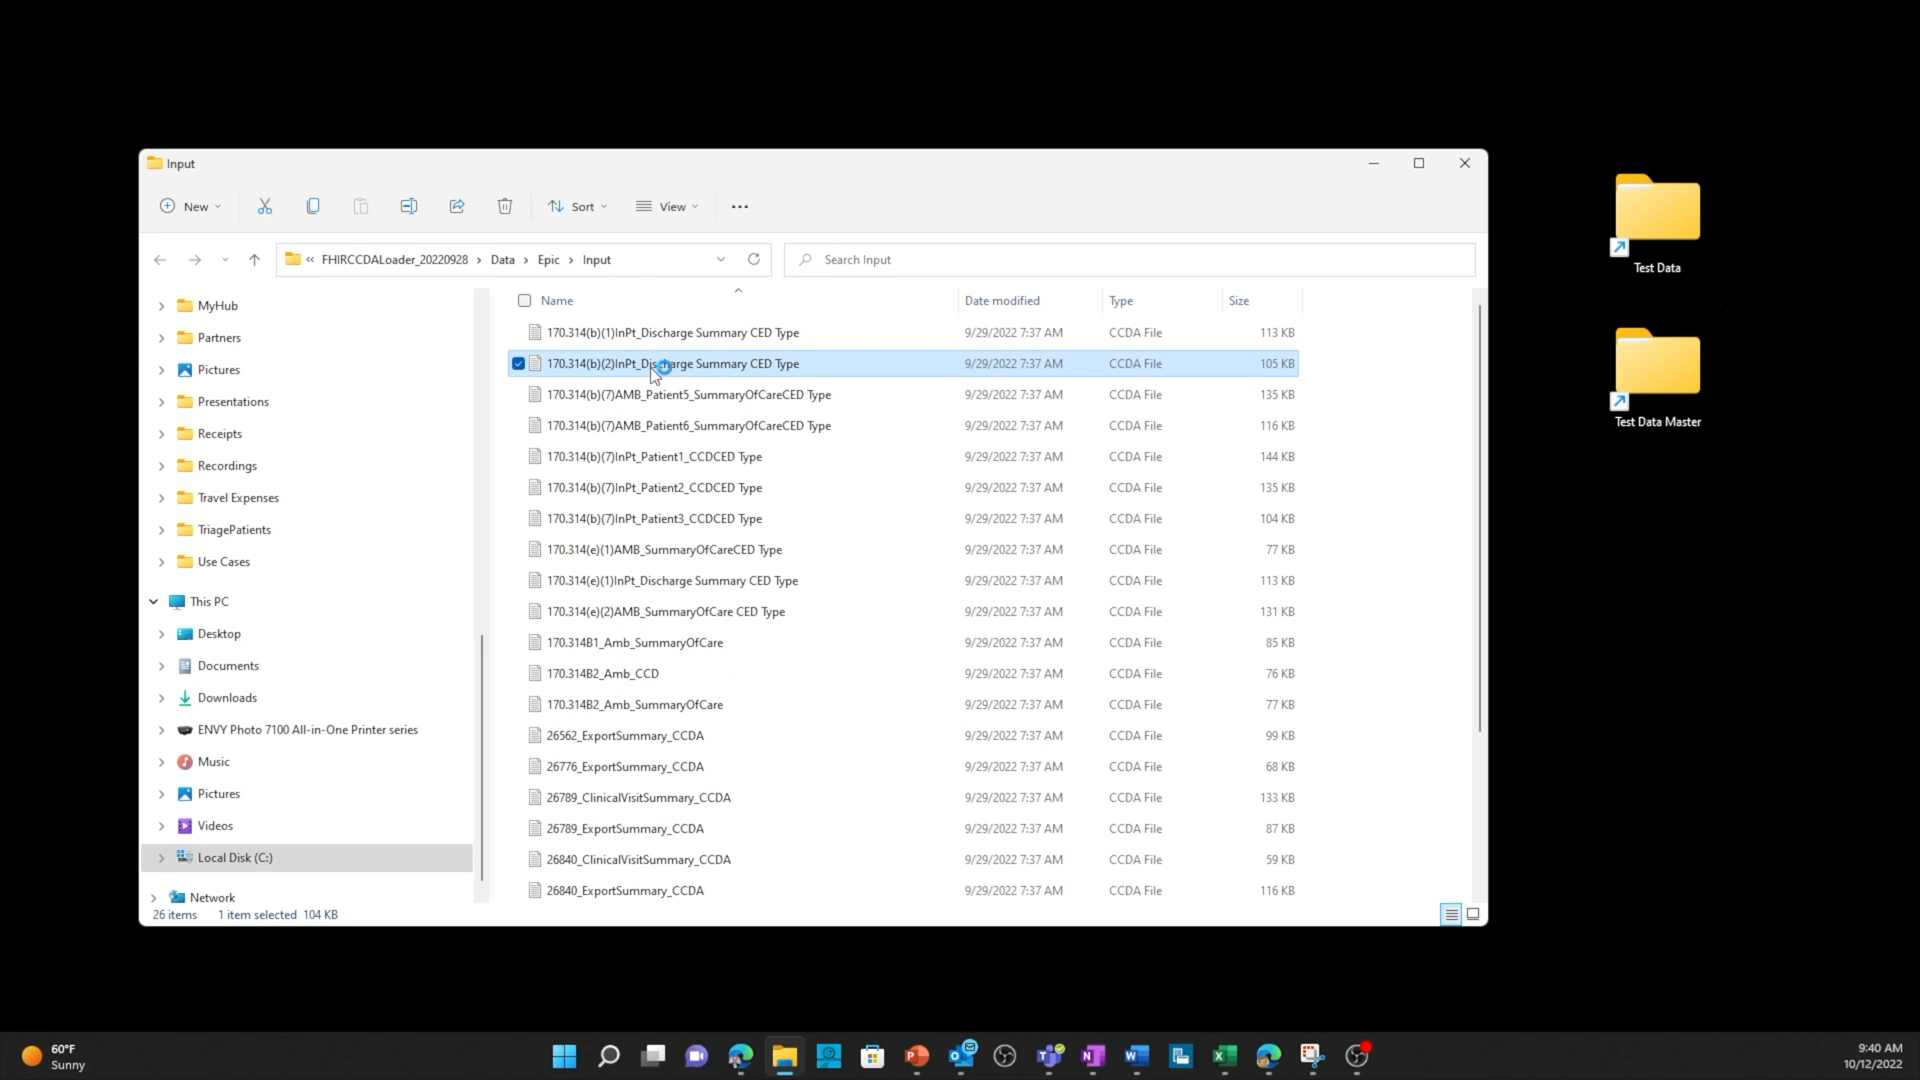 Input
New
Sort
View
« FHIRCCDALoader_20220928 > Data > Epic > Input
Search Input
MyHub
Partners
Pictures
Presentations
Receipts
Recordings
Travel Expenses
TriagePatients
Use Cases
This PC
Desktop
Documents
Downloads
ENVY Photo 7100 All-in-One Printer series
Music
Pictures
Videos
Local Disk (C:)
Network
Name Date modified Type Size
170.314(b)(1)InPt_Discharge Summary CED Type 9/29/2022 7:37 AM CCDA File 113 KB
170.314(b)(2)InPt_Discharge Summary CED Type 9/29/2022 7:37 AM CCDA File 105 KB
170.314(b)(7)AMB_Patient5_SummaryOfCareCED Type 9/29/2022 7:37 AM CCDA File 135 KB
170.314(b)(7)AMB_Patient6_SummaryOfCareCED Type 9/29/2022 7:37 AM CCDA File 116 KB
170.314(b)(7)InPt_Patient1_CCDCED Type 9/29/2022 7:37 AM CCDA File 144 KB
170.314(b)(7)InPt_Patient2_CCDCED Type 9/29/2022 7:37 AM CCDA File 135 KB
170.314(b)(7)InPt_Patient3_CCDCED Type 9/29/2022 7:37 AM CCDA File 104 KB
170.314(e)(1)AMB_SummaryOfCareCED Type 9/29/2022 7:37 AM CCDA File 77 KB
170.314(e)(1)InPt_Discharge Summary CED Type 9/29/2022 7:37 AM CCDA File 113 KB
170.314(e)(2)AMB_SummaryOfCare CED Type 9/29/2022 7:37 AM CCDA File 131 KB
170.314B1_Amb_SummaryOfCare 9/29/2022 7:37 AM CCDA File 85 KB
170.314B2_Amb_CCD 9/29/2022 7:37 AM CCDA File 76 KB
170.314B2_Amb_SummaryOfCare 9/29/2022 7:37 AM CCDA File 77 KB
26562_ExportSummary_CCDA 9/29/2022 7:37 AM CCDA File 99 KB
26776_ExportSummary_CCDA 9/29/2022 7:37 AM CCDA File 68 KB
26789_ClinicalVisitSummary_CCDA 9/29/2022 7:37 AM CCDA File 133 KB
26789_ExportSummary_CCDA 9/29/2022 7:37 AM CCDA File 87 KB
26840_ClinicalVisitSummary_CCDA 9/29/2022 7:37 AM CCDA File 59 KB
26840_ExportSummary_CCDA 9/29/2022 7:37 AM CCDA File 116 KB
26 items 1 item selected 104 KB
Test Data
Test Data Master
60°F
Sunny
9:40 AM
10/12/2022